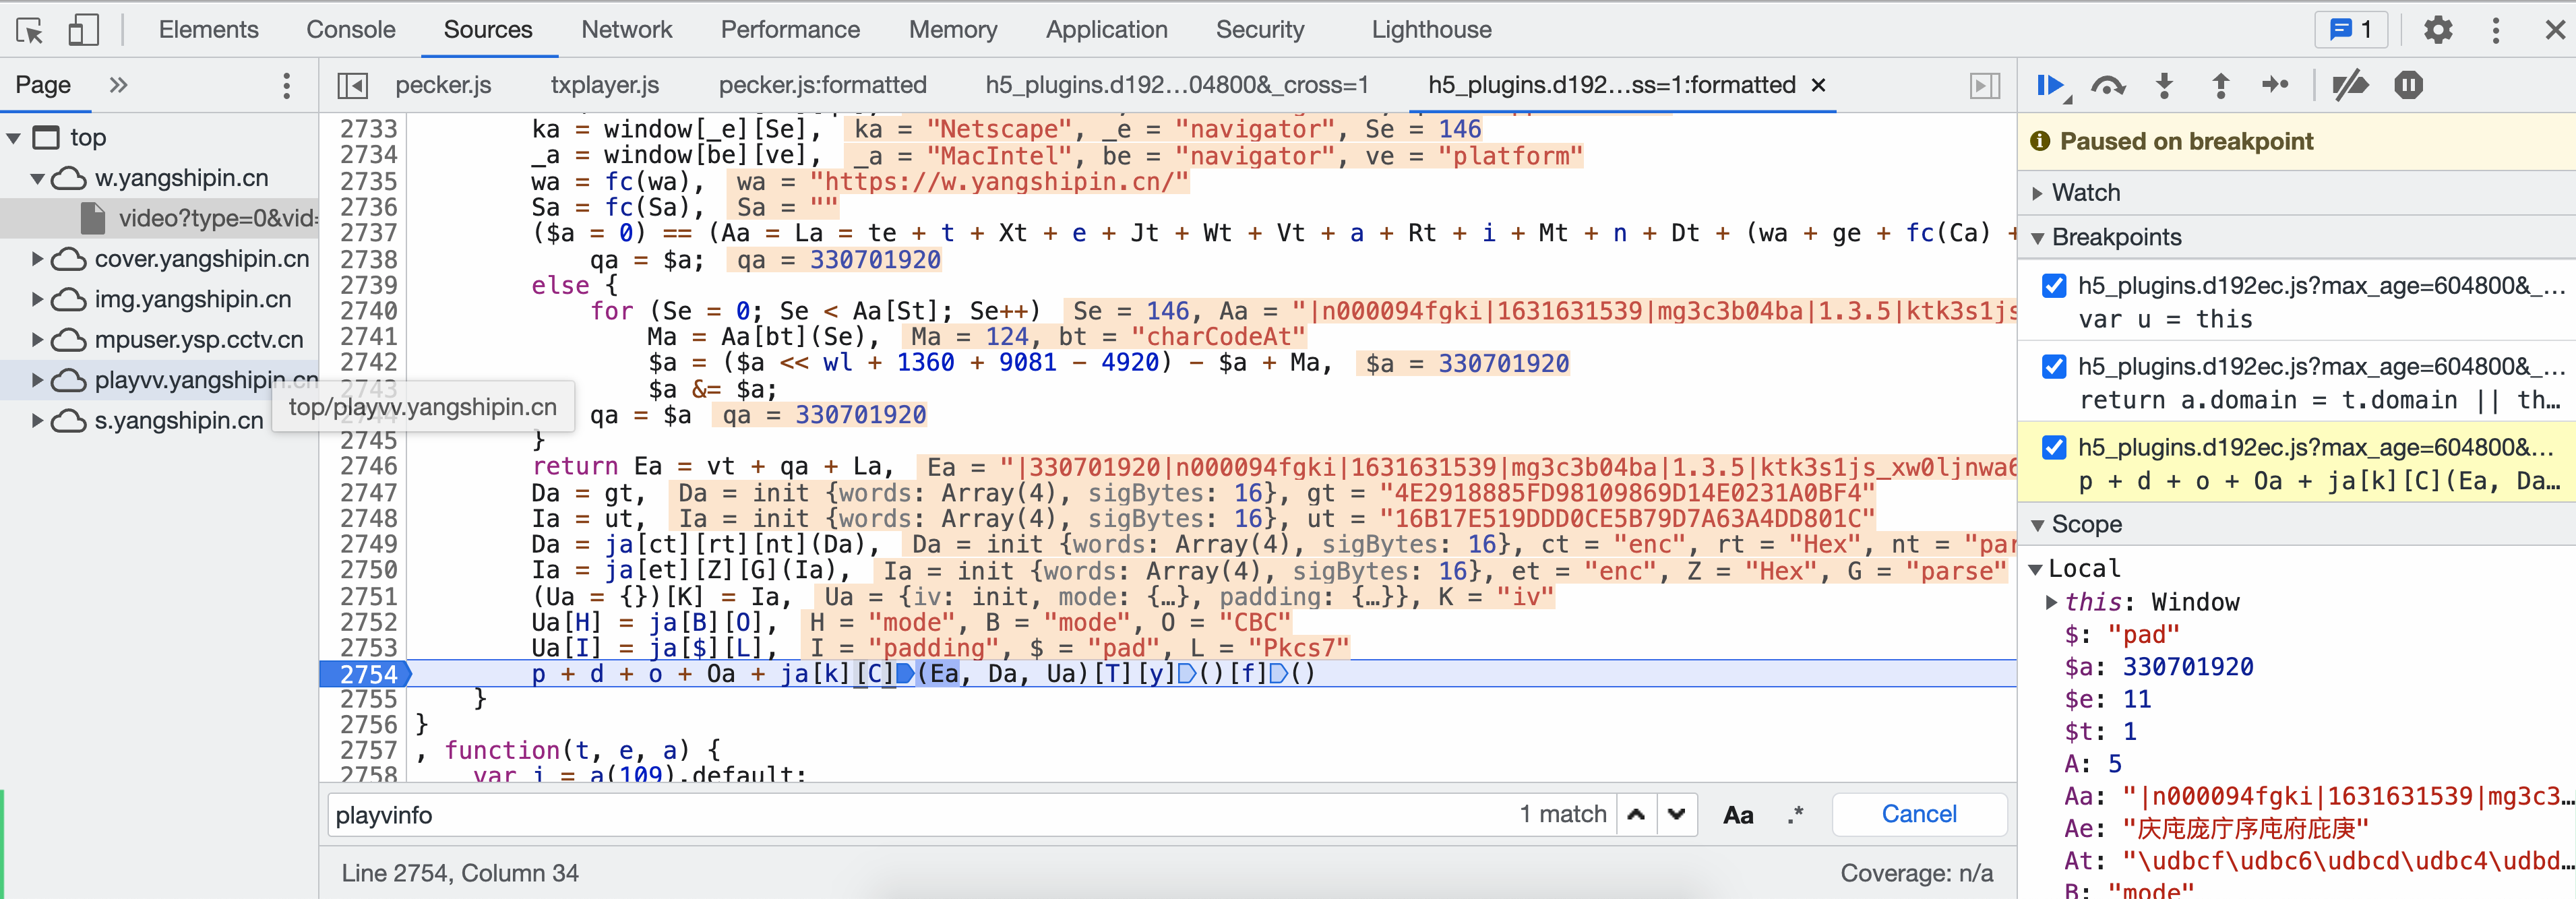 Elements Console Sources Network Performance Memory Application Security Lighthouse 1
Page
pecker.js txplayer.js pecker.js:formatted h5_plugins.d192…04800&_cross=1 h5_plugins.d192…ss=1:formatted
top
w.yangshipin.cn
video?type=0&vid=
cover.yangshipin.cn
img.yangshipin.cn
mpuser.ysp.cctv.cn
playvv.yangshipin.cn
s.yangshipin.cn
top/playvv.yangshipin.cn
2733 ka = window[_e][Se], ka = "Netscape", _e = "navigator", Se = 146
2734 _a = window[be][ve], _a = "MacIntel", be = "navigator", ve = "platform"
2735 wa = fc(wa), wa = "https://w.yangshipin.cn/"
2736 Sa = fc(Sa), Sa = ""
2737 ($a = 0) == (Aa = La = te + t + Xt + e + Jt + Wt + Vt + a + Rt + i + Mt + n + Dt + (wa + ge + fc(Ca) +
2738 qa = $a; qa = 330701920
2739 else {
2740 for (Se = 0; Se < Aa[St]; Se++) Se = 146, Aa = "|n000094fgki|1631631539|mg3c3b04ba|1.3.5|ktk3s1js
2741 Ma = Aa[bt](Se), Ma = 124, bt = "charCodeAt"
2742 $a = ($a << wl + 1360 + 9081 - 4920) - $a + Ma, $a = 330701920
2743 $a &= $a;
qa = $a qa = 330701920
2745 }
2746 return Ea = vt + qa + La, Ea = "|330701920|n000094fgki|1631631539|mg3c3b04ba|1.3.5|ktk3s1js_xw0ljnwa6
2747 Da = gt, Da = init {words: Array(4), sigBytes: 16}, gt = "4E2918885FD98109869D14E0231A0BF4"
2748 Ia = ut, Ia = init {words: Array(4), sigBytes: 16}, ut = "16B17E519DDD0CE5B79D7A63A4DD801C"
2749 Da = ja[ct][rt][nt](Da), Da = init {words: Array(4), sigBytes: 16}, ct = "enc", rt = "Hex", nt = "par
2750 Ia = ja[et][Z][G](Ia), Ia = init {words: Array(4), sigBytes: 16}, et = "enc", Z = "Hex", G = "parse"
2751 (Ua = {})[K] = Ia, Ua = {iv: init, mode: {…}, padding: {…}}, K = "iv"
2752 Ua[H] = ja[B][O], H = "mode", B = "mode", O = "CBC"
2753 Ua[I] = ja[$][L], I = "padding", $ = "pad", L = "Pkcs7"
2754 p + d + o + Oa + ja[k][C](Ea, Da, Ua)[T][y]()[f]()
2755 }
2756 }
2757 , function(t, e, a) {
2758 var i = a(109).default;
playvinfo 1 match Aa .* Cancel
Line 2754, Column 34 Coverage: n/a
Paused on breakpoint
Watch
Breakpoints
h5_plugins.d192ec.js?max_age=604800&_…
var u = this
h5_plugins.d192ec.js?max_age=604800&_…
return a.domain = t.domain || th…
h5_plugins.d192ec.js?max_age=604800&…
p + d + o + Oa + ja[k][C](Ea, Da…
Scope
Local
this: Window
$: "pad"
$a: 330701920
$e: 11
$t: 1
A: 5
Aa: "|n000094fgki|1631631539|mg3c3…
Ae: "庆庉庞庁序庉府庇庚"
At: "\udbcf\udbc6\udbcd\udbc4\udbd…
B: "mode"